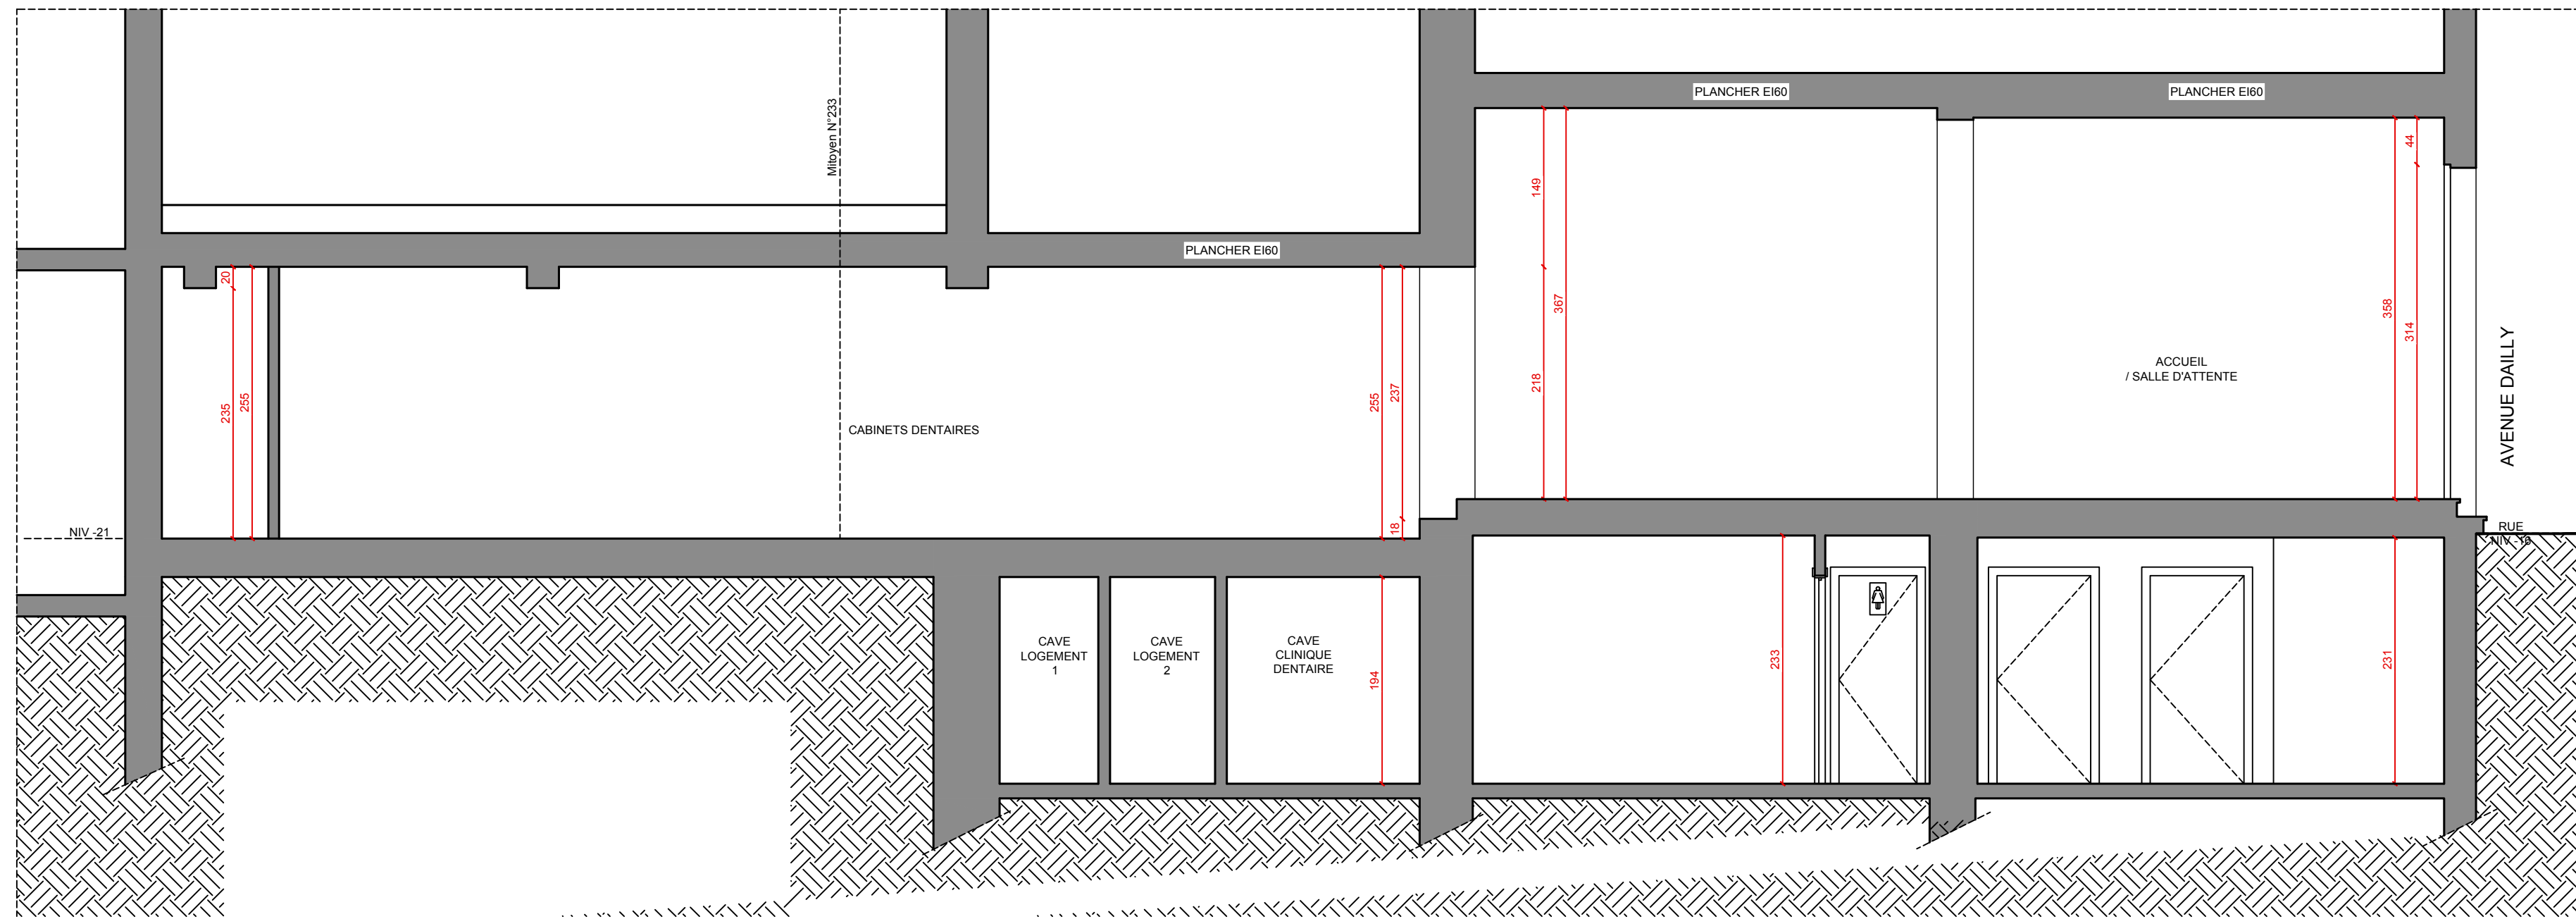 PLANCHER EI60
PLANCHER EI60
Mitoyen N°233
44
149
PLANCHER EI60
20
367
358
314
235
255
255
237
218
ACCUEIL
/ SALLE D'ATTENTE
AVENUE DAILLY
CABINETS DENTAIRES
NIV -21
18
RUE
NIV -16
CAVE
LOGEMENT
1
CAVE
LOGEMENT
2
CAVE
CLINIQUE
DENTAIRE
194
233
231